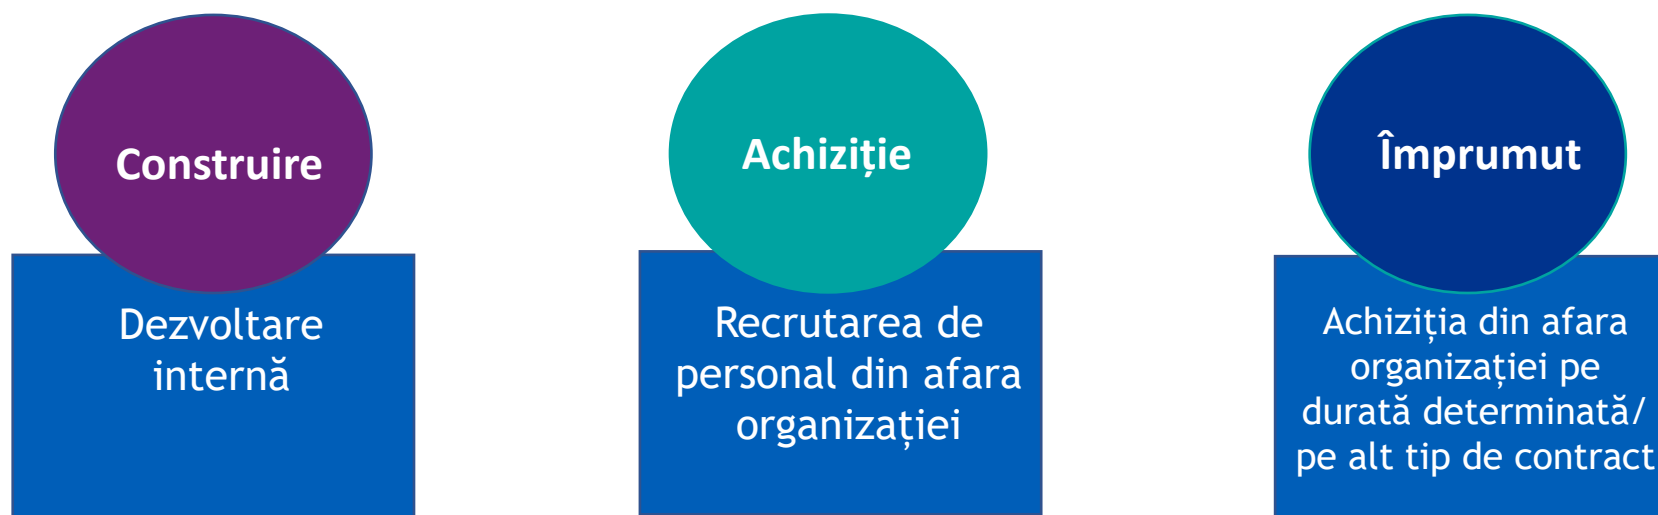 Construire
Dezvoltare
internă
Achiziție
Recrutarea de
personal din afara
organizației
Împrumut
Achiziția din afara
organizației pe
durată determinată/
pe alt tip de contract